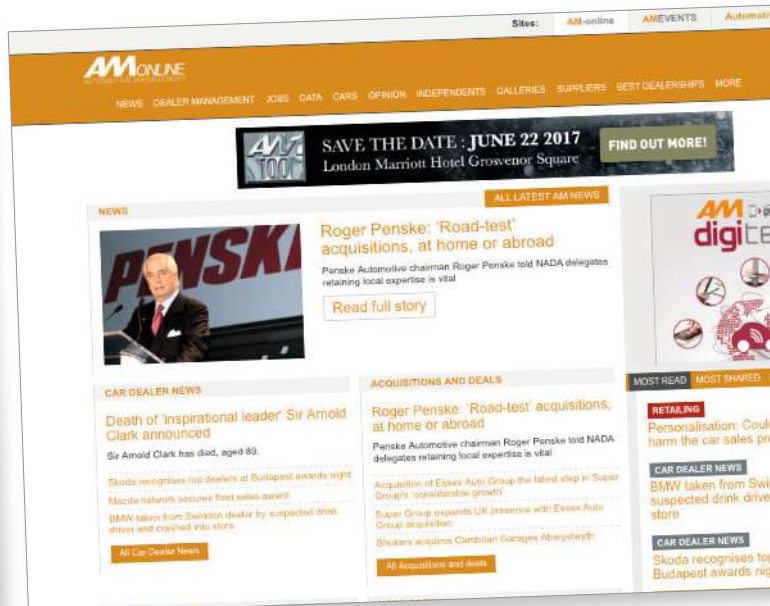 Sites: AM-online AMEVENTS
AM ONLINE
AUTOMOTIVE MANAGEMENT
NEWS DEALER MANAGEMENT JOBS DATA CARS OPINION INDEPENDENTS GALLERIES SUPPLIERS BEST DEALERSHIPS MORE
AM 100
SAVE THE DATE : JUNE 22 2017
London Marriott Hotel Grosvenor Square
FIND OUT MORE!
NEWS
ALL LATEST AM NEWS
PENSK
Roger Penske: 'Road-test'
acquisitions, at home or abroad
Penske Automotive chairman Roger Penske told NADA delegates
retaining local expertise is vital
Read full story
AM
digite
CAR DEALER NEWS
Death of 'inspirational leader' Sir Arnold
Clark announced
Sir Arnold Clark has died, aged 89.
Skoda recognises top dealers at Budapest awards night
Mazda network secures fleet sales award
BMW taken from Swindon dealer by suspected drink
driver and crashed into store
All Car Dealer News
ACQUISITIONS AND DEALS
Roger Penske: 'Road-test' acquisitions,
at home or abroad
Penske Automotive chairman Roger Penske told NADA
delegates retaining local expertise is vital
Acquisition of Essex Auto Group the latest step in Super
Group's 'considerable growth'
Super Group expands UK presence with Essex Auto
Group acquisition
Shukers acquires Cambrian Garages Aberystwyth
All Acquisitions and deals
MOST READ MOST SHARED
RETAILING
Personalisation: Coul
harm the car sales pr
CAR DEALER NEWS
BMW taken from Swi
suspected drink drive
store
CAR DEALER NEWS
Skoda recognises to
Budapest awards nig